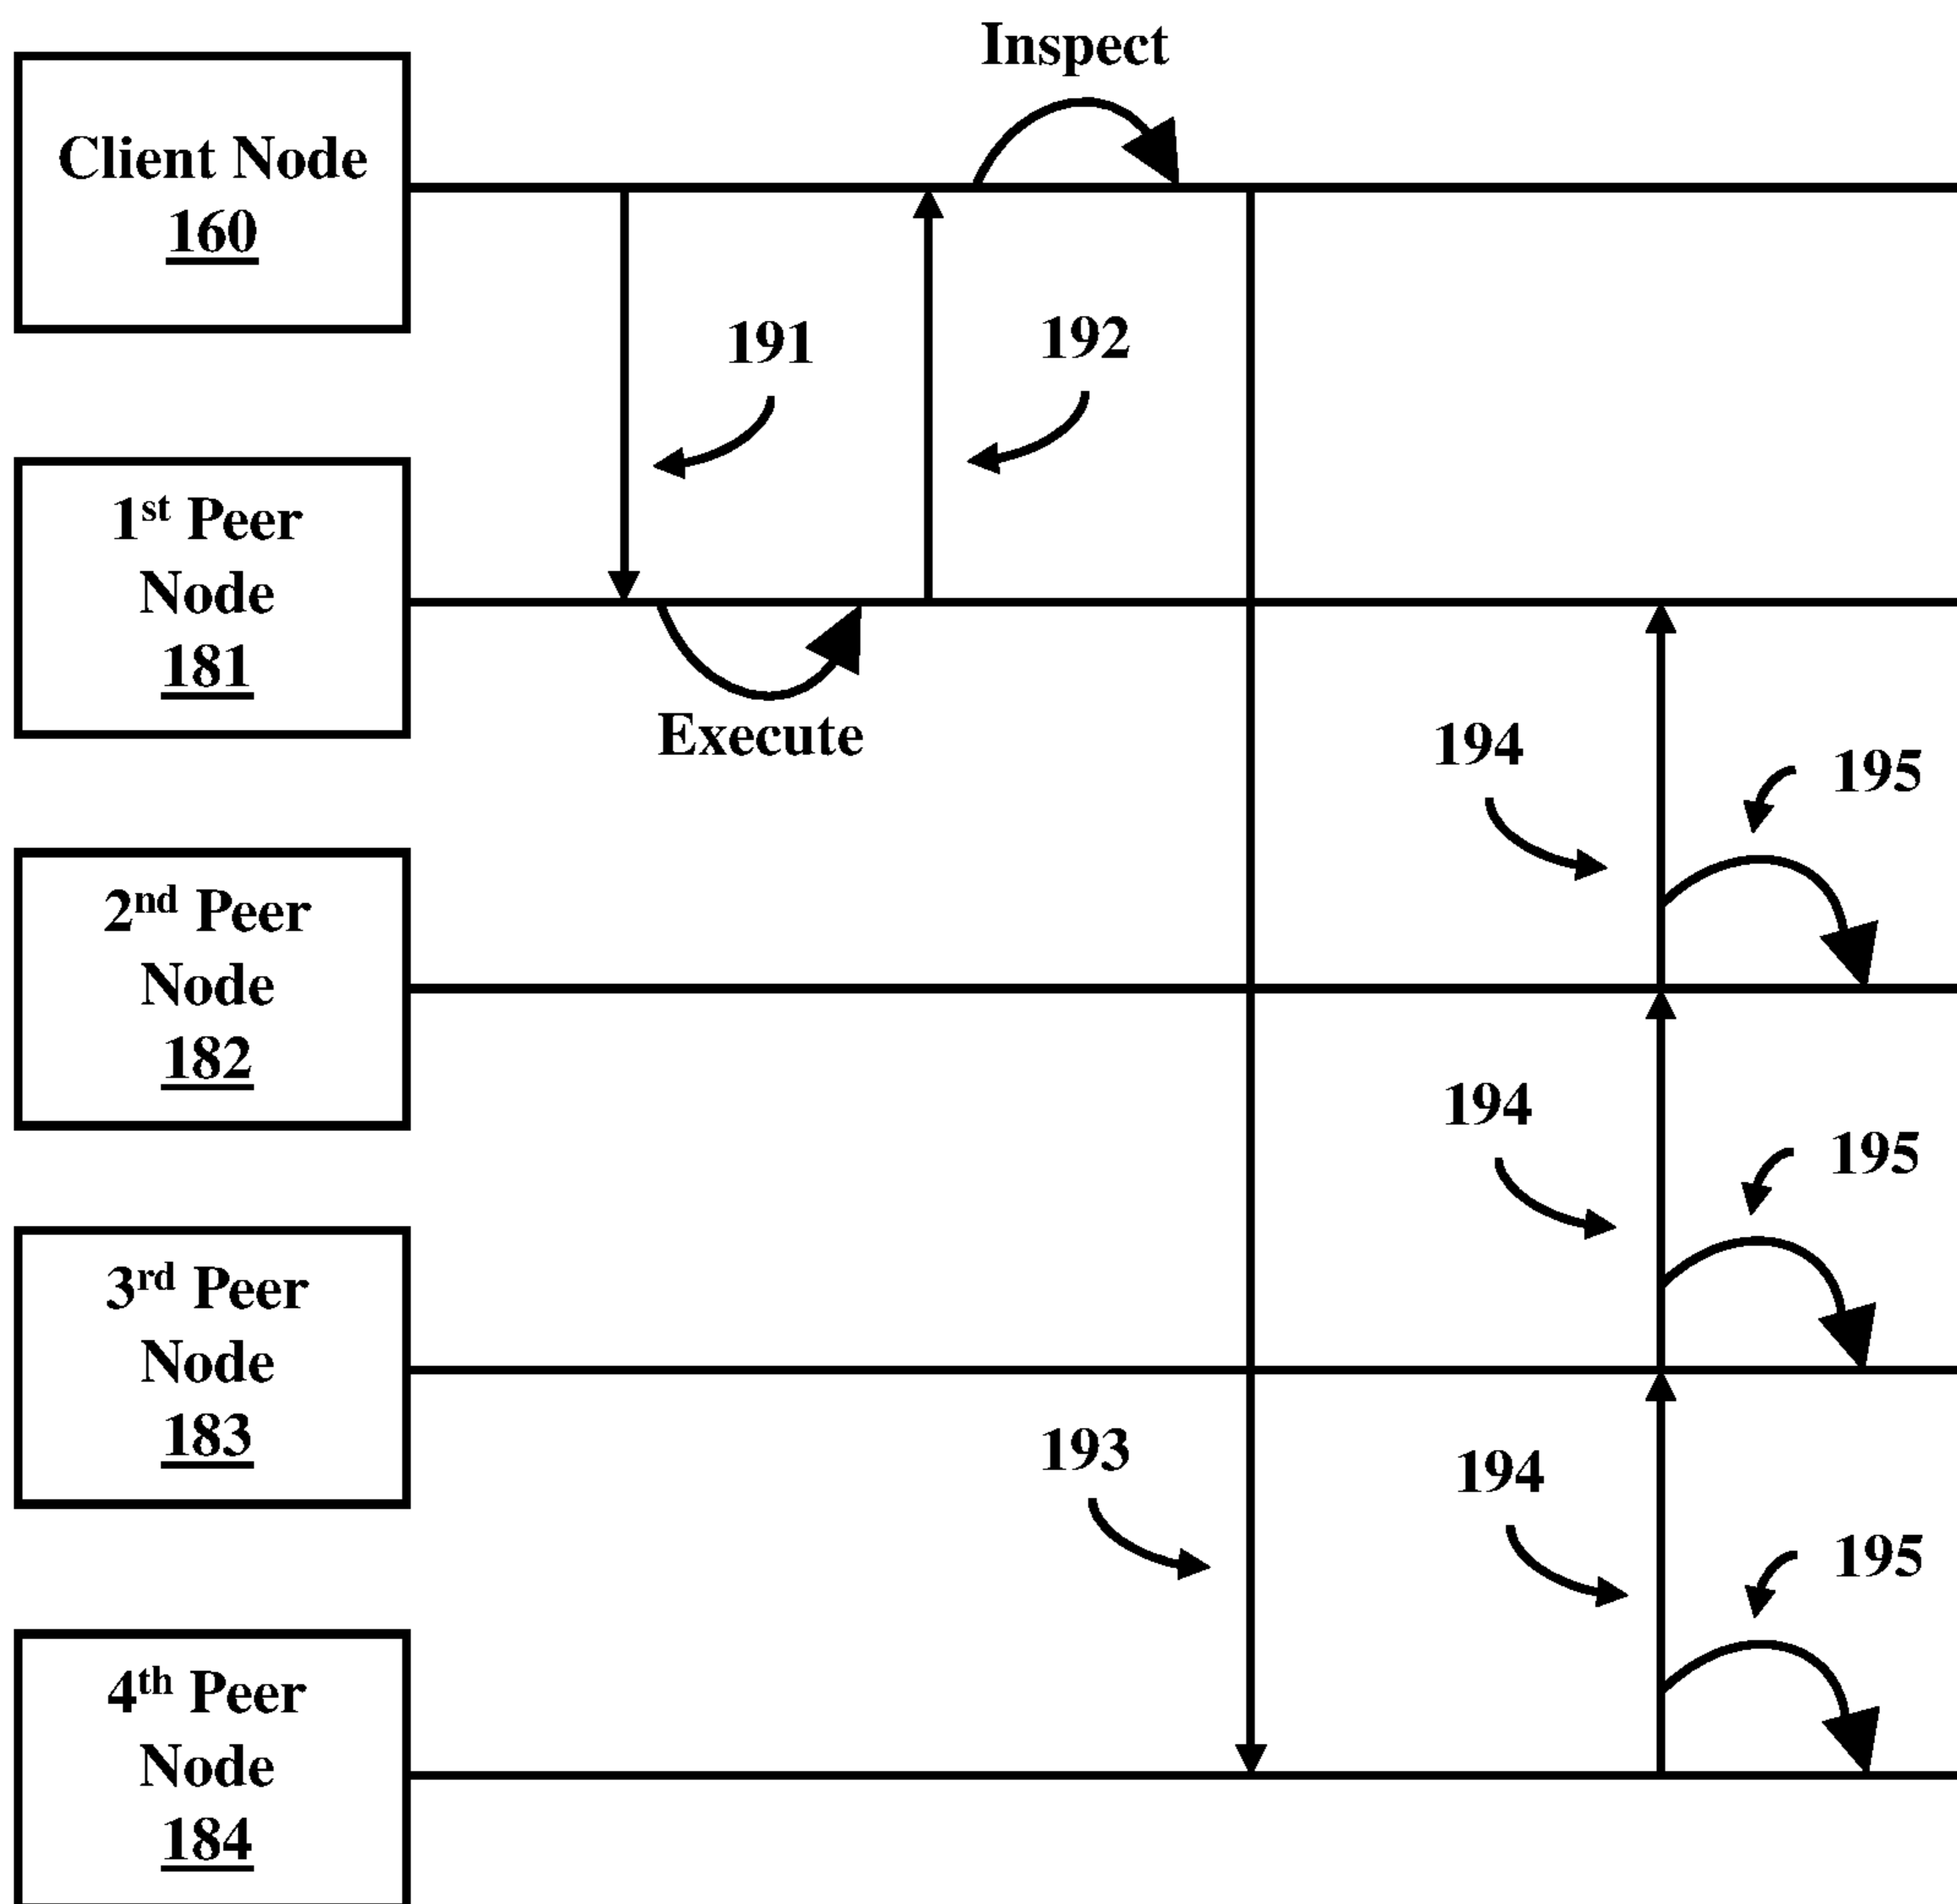 Inspect
Client Node
160
191
192
1st Peer
Node
181
Execute
194
195
2nd Peer
Node
182
194
195
3rd Peer
Node
183
193
194
195
4th Peer
Node
184